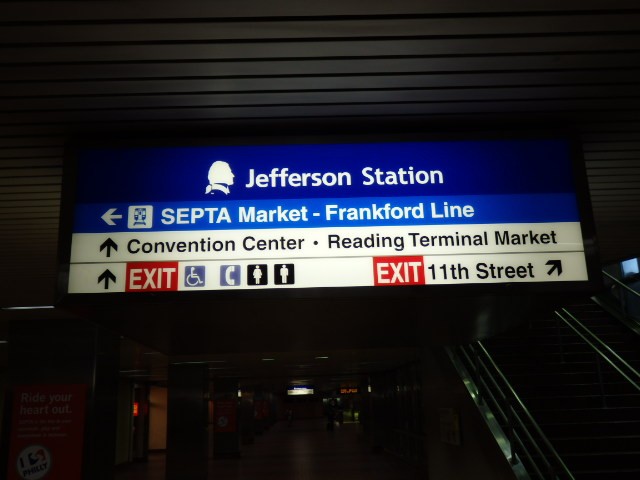 Jefferson Station
SEPTA Market - Frankford Line
Convention Center • Reading Terminal Market
EXIT EXIT 11th Street
Ride your
heart out.
I PHILLY